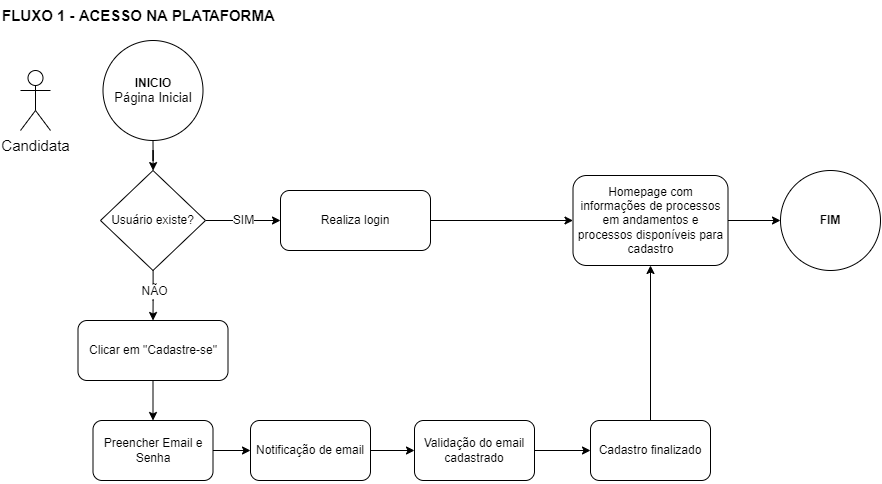 FLUXO 1 - ACESSO NA PLATAFORMA
Candidata
INICIO
Página Inicial
Usuário existe?
SIM
Realiza login
Homepage com
informações de processos
em andamentos e
processos disponíveis para
cadastro
FIM
NÃO
Clicar em "Cadastre-se"
Preencher Email e
Senha
Notificação de email
Validação do email
cadastrado
Cadastro finalizado